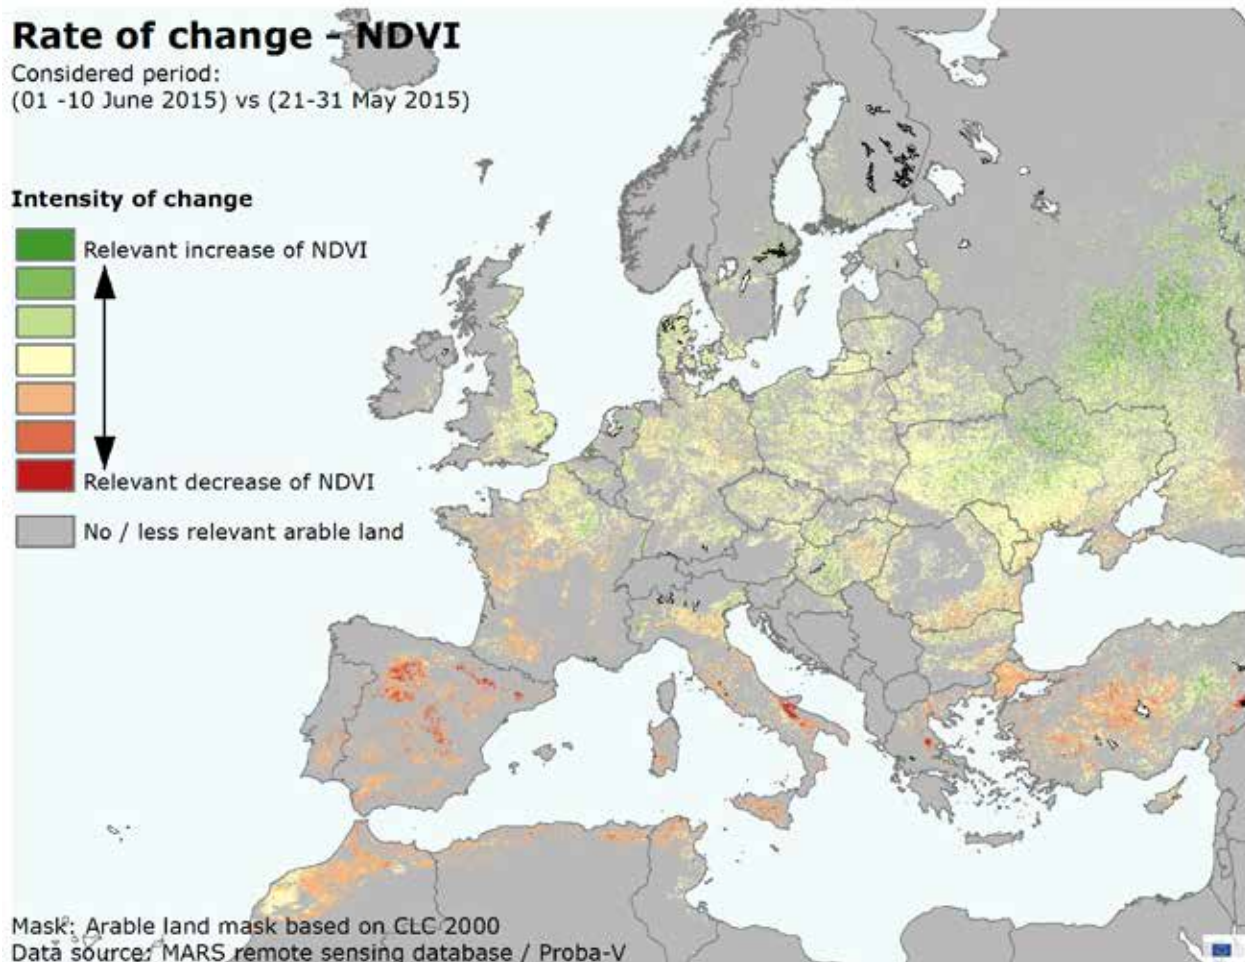 Rate of change - NDVI
Considered period:
(01 -10 June 2015) vs (21-31 May 2015)
Intensity of change
Relevant increase of NDVI
Relevant decrease of NDVI
No / less relevant arable land
Mask: Arable land mask based on CLC 2000
Data source: MARS remote sensing database / Proba-V